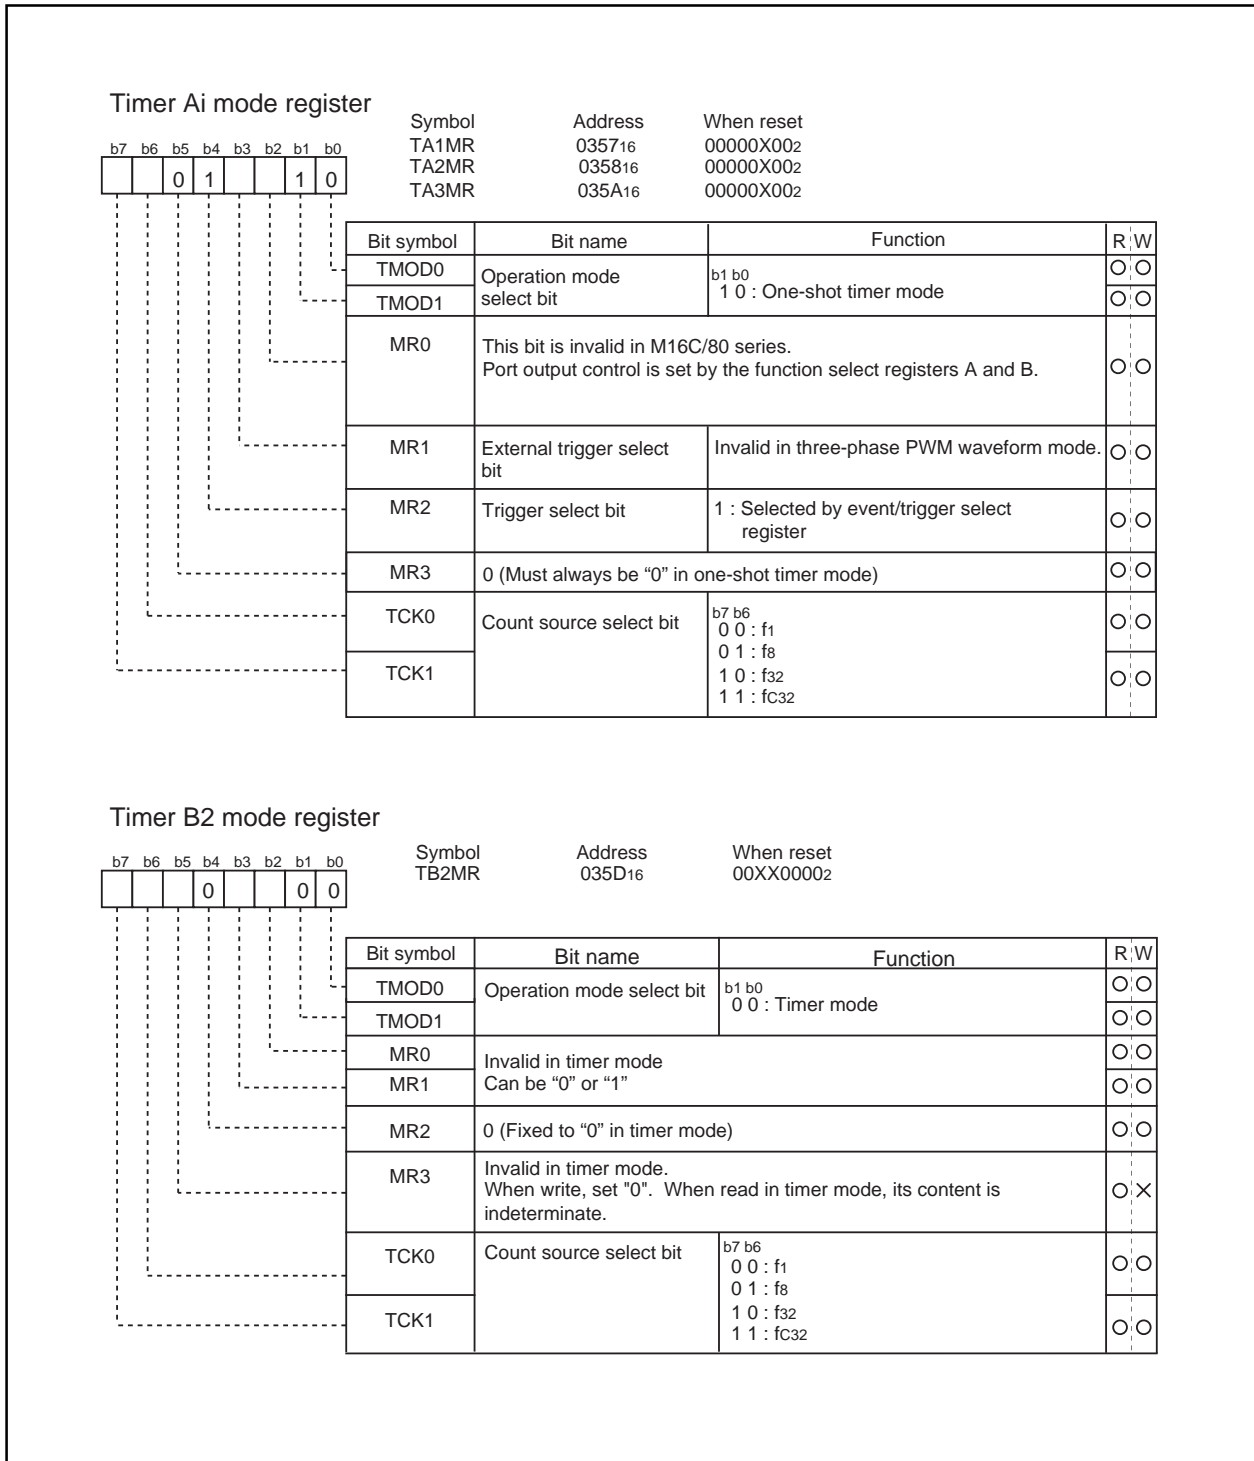 Timer Ai mode register
Symbol Address When reset
TA1MR 035716 00000X002
TA2MR 035816 00000X002
TA3MR 035A16 00000X002
b7 b6 b5 b4 b3 b2 b1 b0
0 1 1 0
Bit symbol Bit name Function R W
TMOD0 Operation mode select bit b1 b0
TMOD1 1 0 : One-shot timer mode
MR0 This bit is invalid in M16C/80 series.
Port output control is set by the function select registers A and B.
MR1 External trigger select bit Invalid in three-phase PWM waveform mode.
MR2 Trigger select bit 1 : Selected by event/trigger select
register
MR3 0 (Must always be “0” in one-shot timer mode)
TCK0 Count source select bit b7 b6
0 0 : f1
0 1 : f8
TCK1 1 0 : f32
1 1 : fC32
Timer B2 mode register
Symbol Address When reset
TB2MR 035D16 00XX00002
b7 b6 b5 b4 b3 b2 b1 b0
0 0 0
Bit symbol Bit name Function R W
TMOD0 Operation mode select bit b1 b0
0 0 : Timer mode
TMOD1
MR0 Invalid in timer mode
MR1 Can be “0” or “1”
MR2 0 (Fixed to “0” in timer mode)
MR3 Invalid in timer mode.
When write, set "0". When read in timer mode, its content is
indeterminate.
TCK0 Count source select bit b7 b6
0 0 : f1
0 1 : f8
TCK1 1 0 : f32
1 1 : fC32